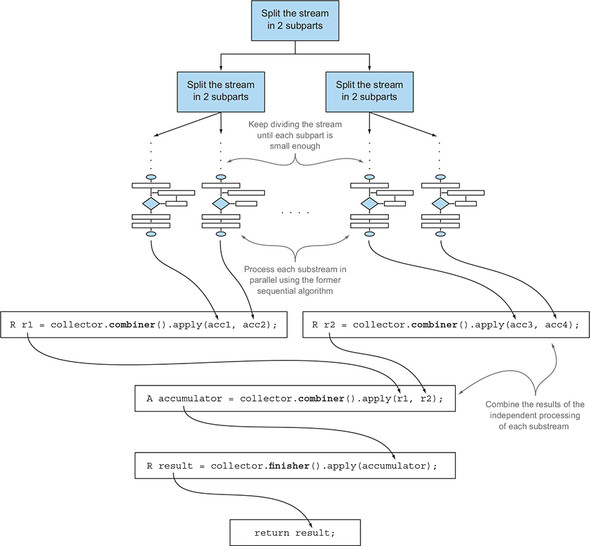 Split the stream
in 2 subparts
Split the stream
in 2 subparts
Split the stream
in 2 subparts
Keep dividing the stream
until each subpart is
small enough
Process each substream in
parallel using the former
sequential algorithm
R r1 = collector.combiner().apply(acc1, acc2);
R r2 = collector.combiner().apply(acc3, acc4);
A accumulator = collector.combiner().apply(r1, r2);
Combine the results of the
independent processing
of each substream
R result = collector.finisher().apply(accumulator);
return result;